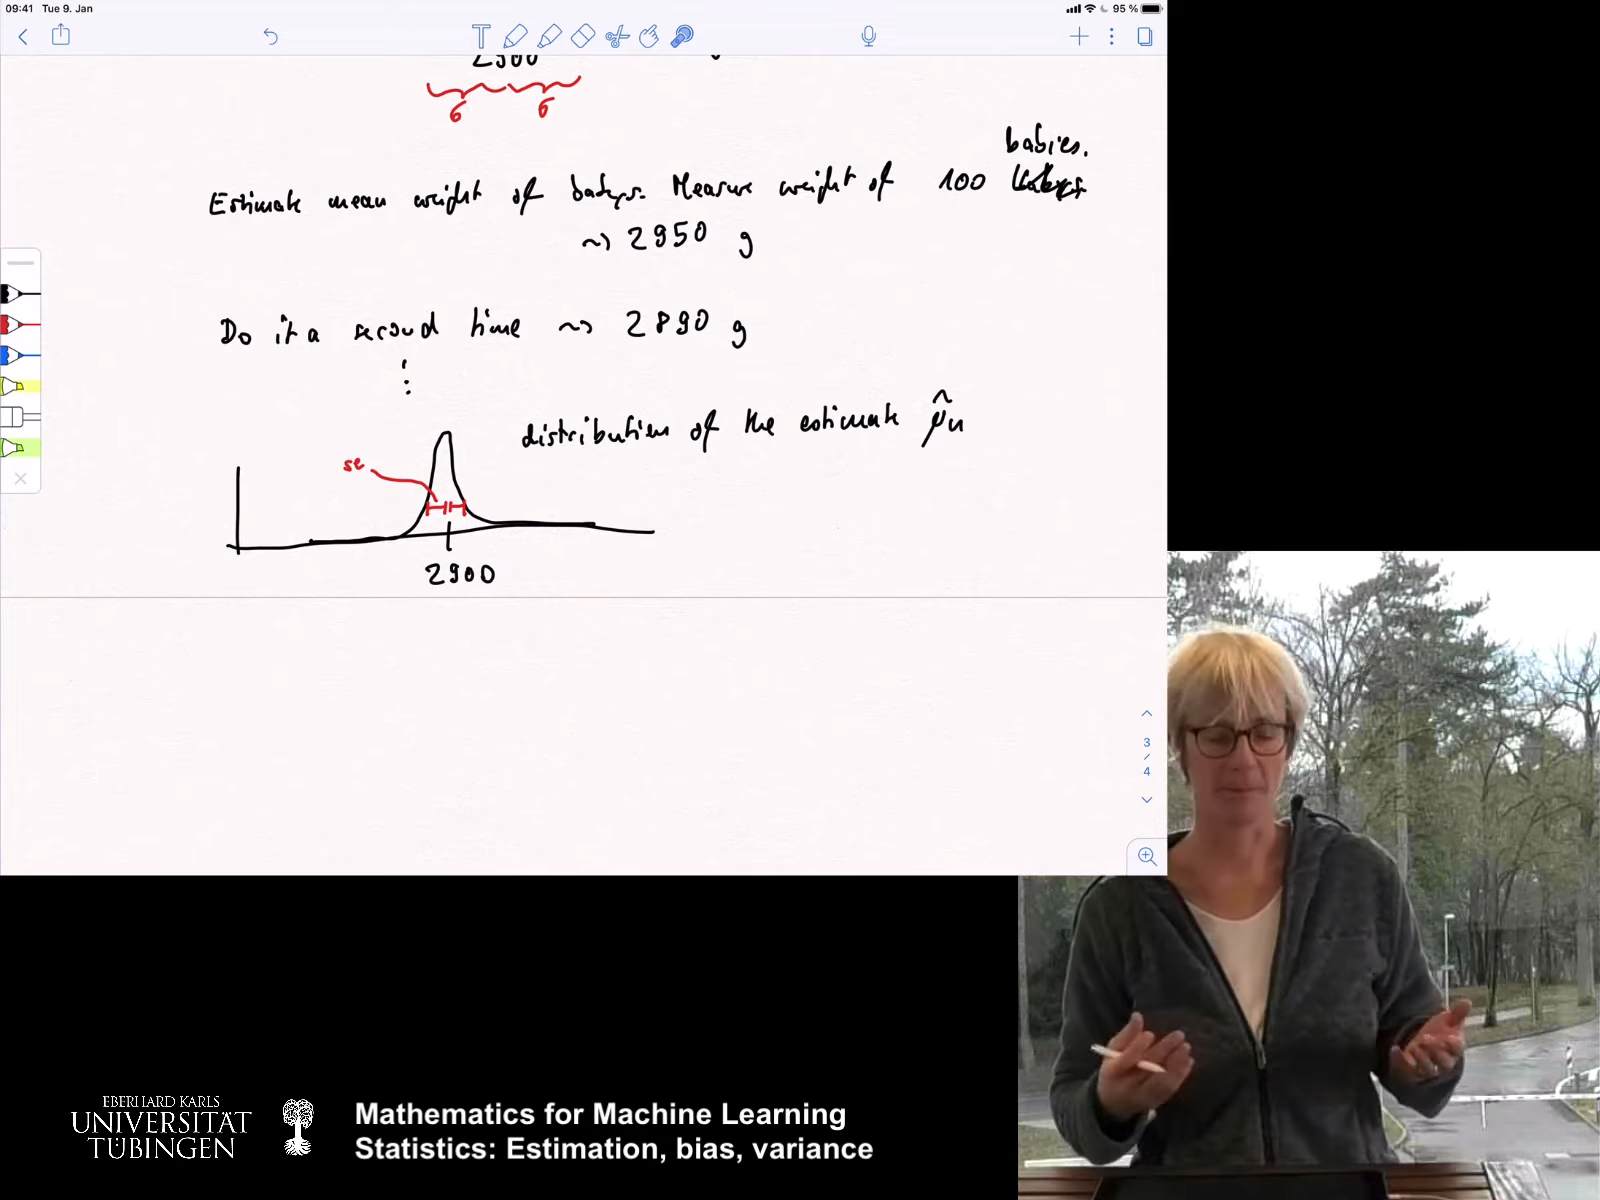 09:41 Tue 9. Jan
95 %
2900
σ σ
babies.
Estimate mean weight of babys. Measure weight of 100
~> 2950 g
Do it a second time ~> 2890 g
⋮
distribution of the estimate μ̂n
se
2900
3
/
4
EBERHARD KARLS
UNIVERSITÄT
TÜBINGEN
Mathematics for Machine Learning
Statistics: Estimation, bias, variance